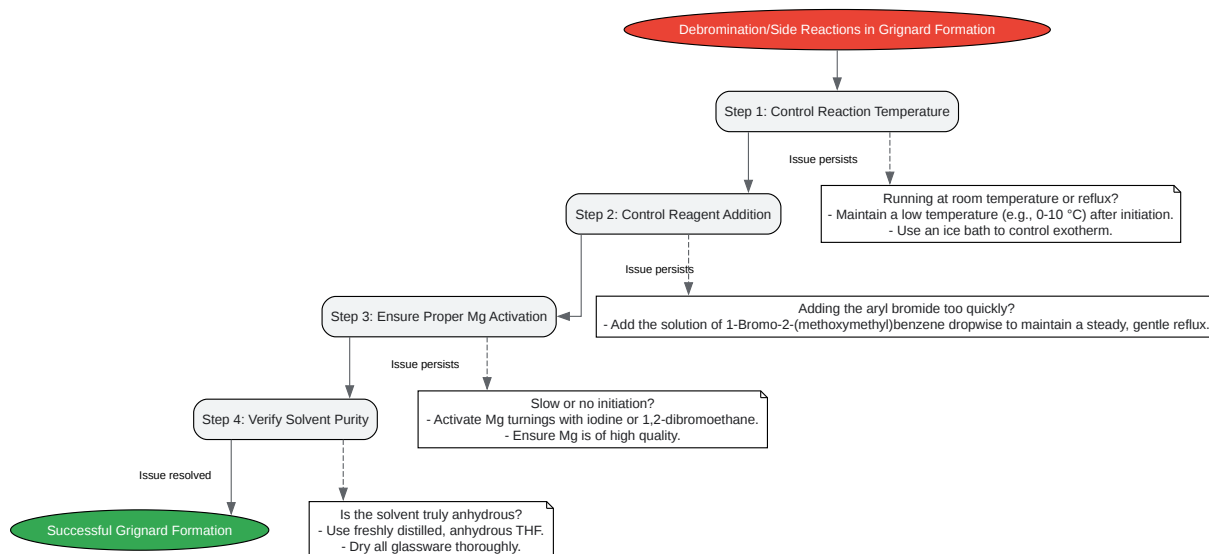 Debromination/Side Reactions in Grignard Formation
Step 1: Control Reaction Temperature
Issue persists
Running at room temperature or reflux?
- Maintain a low temperature (e.g., 0-10 °C) after initiation.
- Use an ice bath to control exotherm.
Step 2: Control Reagent Addition
Issue persists
Adding the aryl bromide too quickly?
- Add the solution of 1-Bromo-2-(methoxymethyl)benzene dropwise to maintain a steady, gentle reflux.
Step 3: Ensure Proper Mg Activation
Issue persists
Slow or no initiation?
- Activate Mg turnings with iodine or 1,2-dibromoethane.
- Ensure Mg is of high quality.
Step 4: Verify Solvent Purity
Issue resolved
Is the solvent truly anhydrous?
- Use freshly distilled, anhydrous THF.
- Dry all glassware thoroughly.
Successful Grignard Formation